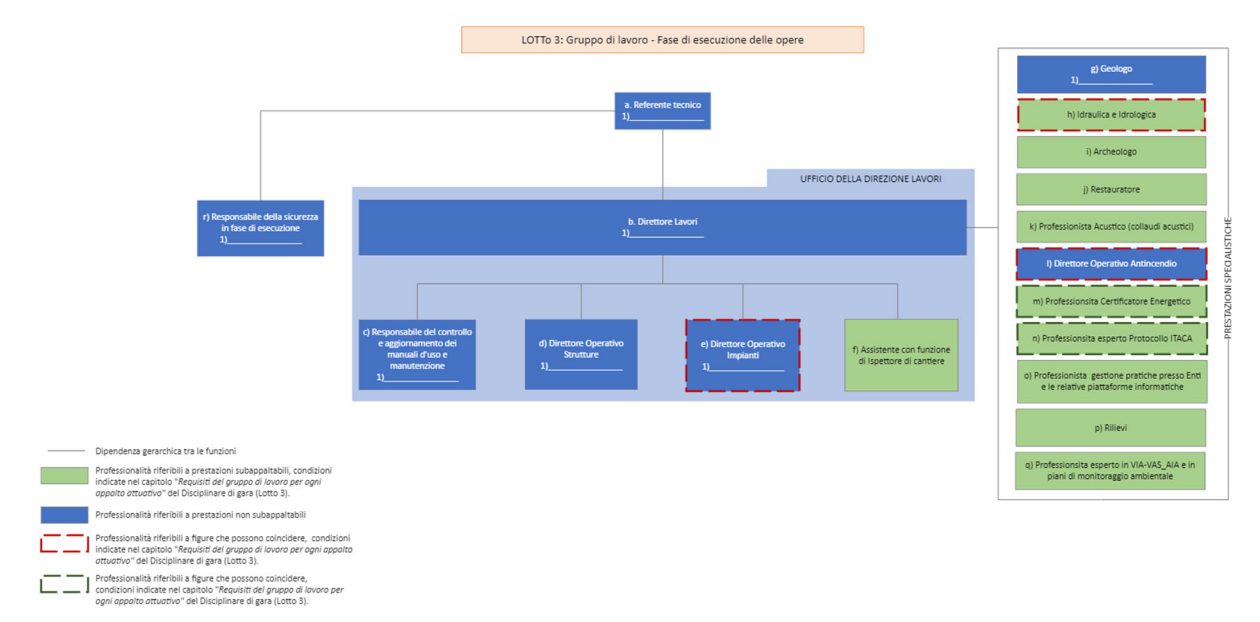 LOTTo 3: Gruppo di lavoro - Fase di esecuzione delle opere
a. Referente tecnico
1)
r) Responsabile della sicurezza
in fase di esecuzione
1)
UFFICIO DELLA DIREZIONE LAVORI
b. Direttore Lavori
1)
c) Responsabile del controllo
e aggiornamento dei
manuali d'uso e
manutenzione
1)
d) Direttore Operativo
Strutture
1)
e) Direttore Operativo
Impianti
1)
f) Assistente con funzione
di Ispettore di cantiere
g) Geologo
1)
h) Idraulica e Idrologica
i) Archeologo
j) Restauratore
k) Professionista Acustico (collaudi acustici)
l) Direttore Operativo Antincendio
m) Professionsita Certificatore Energetico
n) Professionsita esperto Protocollo ITACA
o) Professionista gestione pratiche presso Enti
e le relative piattaforme informatiche
p) Rilievi
q) Professionsita esperto in VIA-VAS_AIA e in
piani di monitoraggio ambientale
PRESTAZIONI SPECIALISTICHE
Dipendenza gerarchica tra le funzioni
Professionalità riferibili a prestazioni subappaltabili, condizioni
indicate nel capitolo "Requisiti del gruppo di lavoro per ogni
appalto attuativo" del Disciplinare di gara (Lotto 3).
Professionalità riferibili a prestazioni non subappaltabili
Professionalità riferibili a figure che possono coincidere, condizioni
indicate nel capitolo "Requisiti del gruppo di lavoro per ogni appalto
attuativo" del Disciplinare di gara (Lotto 3).
Professionalità riferibili a figure che possono coincidere,
condizioni indicate nel capitolo "Requisiti del gruppo di lavoro per
ogni appalto attuativo" del Disciplinare di gara (Lotto 3).